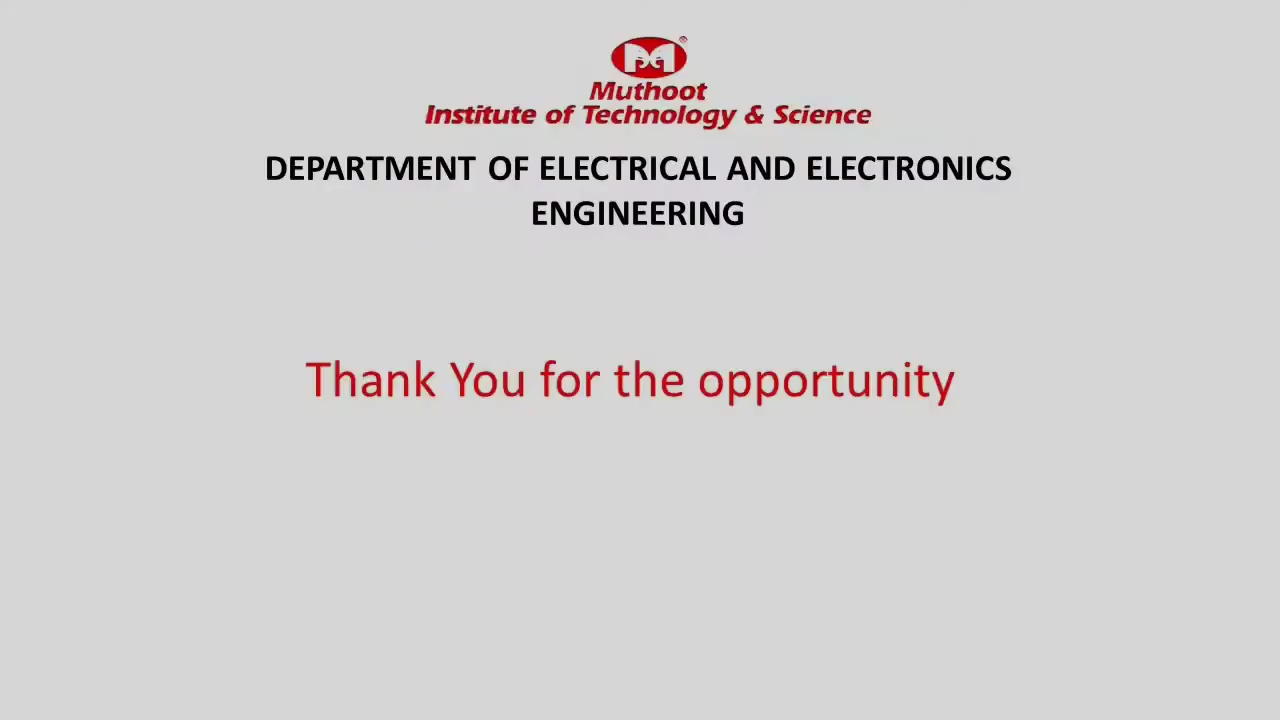 Muthoot
Institute of Technology & Science
DEPARTMENT OF ELECTRICAL AND ELECTRONICS
ENGINEERING
Thank You for the opportunity